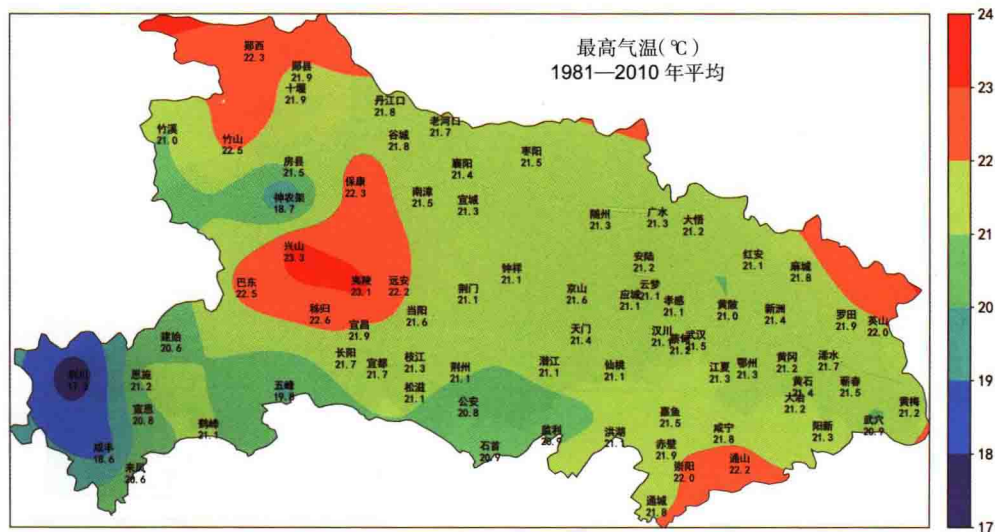 最高气温(℃)
1981—2010 年平均
24
23
22
21
20
19
18
17
郧西
22.3
郧县
21.9
十堰
21.9
丹江口
21.8
老河口
21.7
谷城
21.8
竹溪
21.0
竹山
22.5
房县
21.5
枣阳
21.5
襄阳
21.4
保康
22.3
南漳
21.5
宜城
21.3
神农架
18.7
随州
21.3
广水
21.3
大悟
21.2
兴山
23.3
巴东
22.5
夷陵
23.1
远安
22.2
钟祥
21.1
安陆
21.2
红安
21.1
麻城
21.8
荆门
21.1
京山
21.6
应城
21.1
云梦
21.1
孝感
21.1
黄陂
21.0
新洲
21.4
罗田
21.9
英山
22.0
秭归
22.6
宜昌
21.9
当阳
21.6
天门
21.4
汉川
21.1
蔡甸
21.2
武汉
21.5
建始
20.6
长阳
21.7
宜都
21.7
枝江
21.3
荆州
21.1
潜江
21.1
仙桃
21.1
江夏
21.3
鄂州
21.3
黄冈
21.2
浠水
21.7
利川
恩施
21.2
五峰
19.8
松滋
21.1
黄石
21.4
蕲春
21.5
大冶
21.2
黄梅
21.2
宣恩
20.8
鹤峰
21.1
公安
20.8
监利
20.9
洪湖
21.1
嘉鱼
21.5
咸宁
21.8
阳新
21.3
武穴
20.9
咸丰
18.6
来凤
20.6
石首
20.9
赤壁
21.9
崇阳
22.0
通山
22.2
通城
21.8